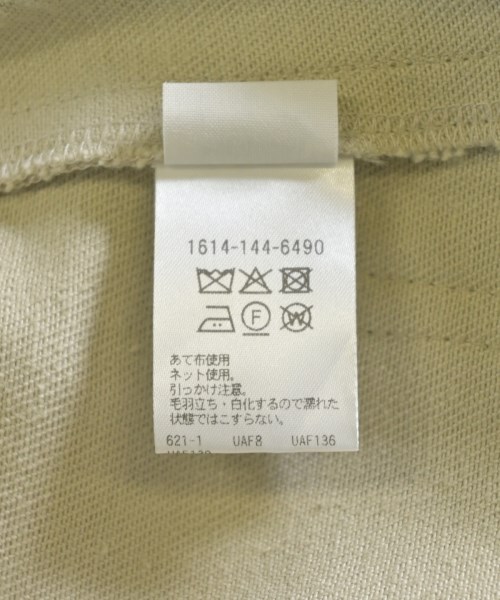 1614-144-6490
F
W
あて布使用
ネット使用。
引っかけ注意。
毛羽立ち・白化するので濡れた
状態ではこすらない。
621-1 UAF8 UAF136